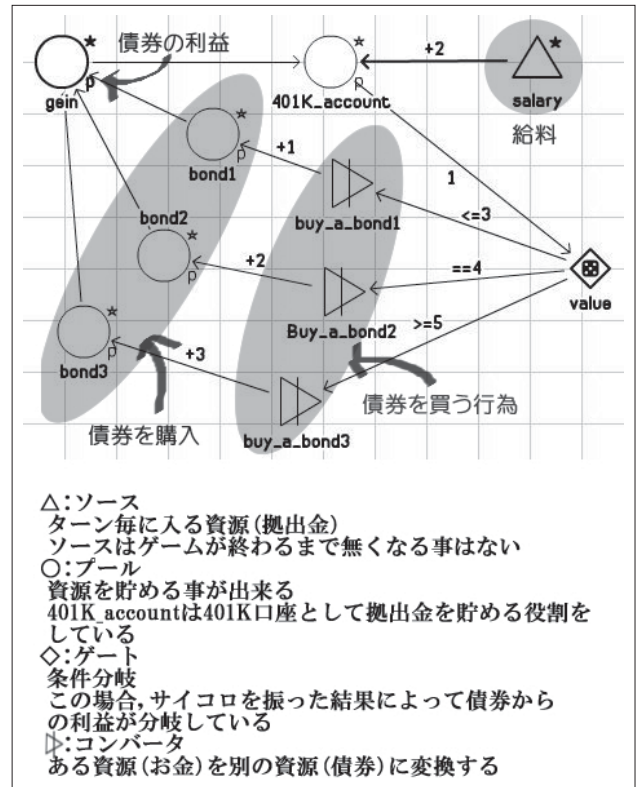 債券の利益
+2
p
p
gain
401K_account
salary
給料
+1
p
1
bond1
buy_a_bond1
<=3
bond2
+2
==4
p
value
Buy_a_bond2
>=5
p
+3
bond3
債券を購入
債券を買う行為
buy_a_bond3
△:ソース
ターン毎に入る資源(拠出金)
ソースはゲームが終わるまで無くなる事はない
○:プール
資源を貯める事が出来る
401K_accountは401K口座として拠出金を貯める役割を
している
◇:ゲート
条件分岐
この場合,サイコロを振った結果によって債券から
の利益が分岐している
:コンバータ
ある資源(お金)を別の資源(債券)に変換する